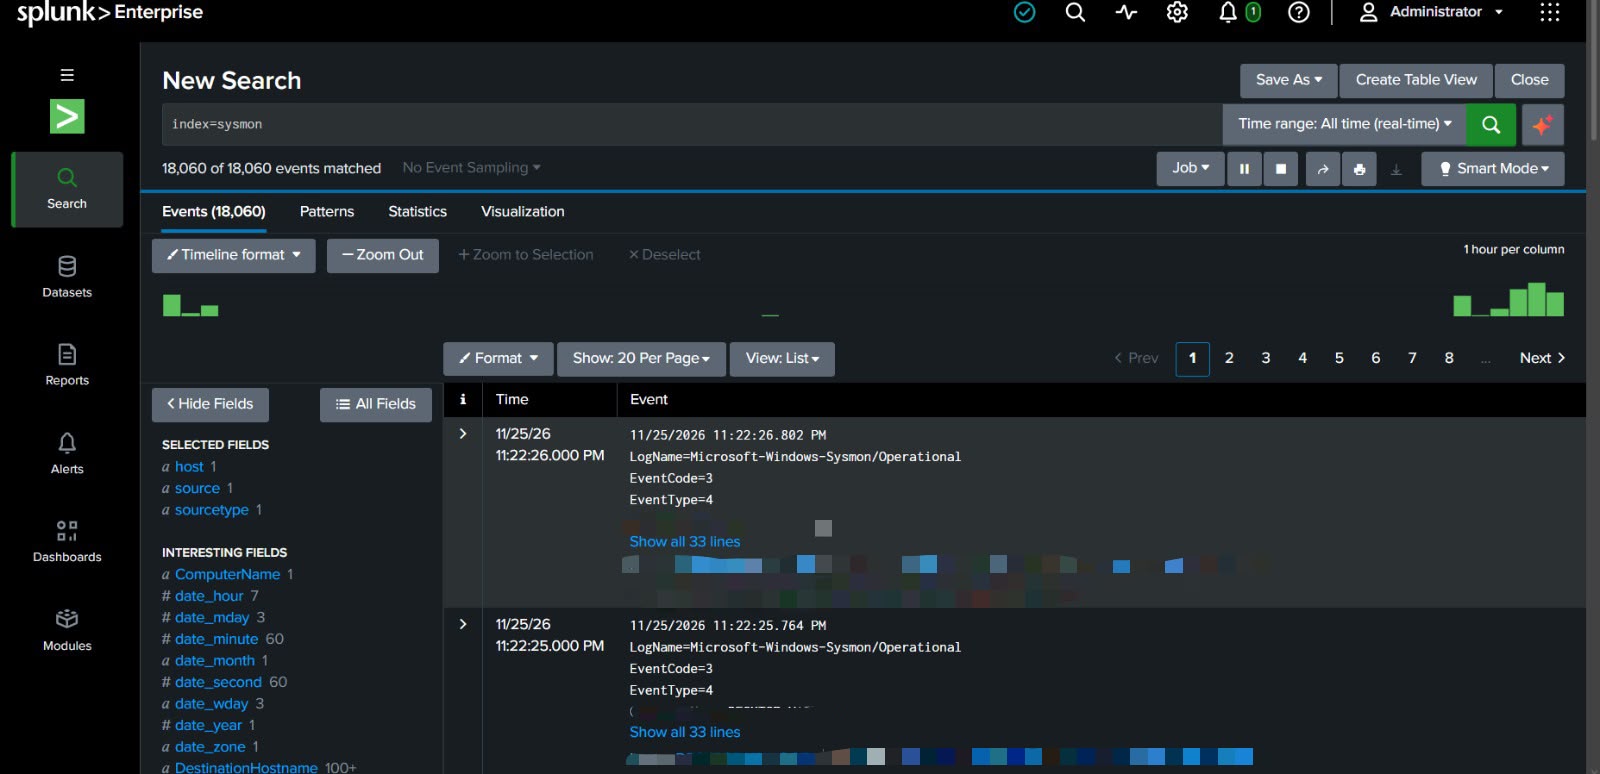 splunk> Enterprise
1
Administrator
New Search
Save As
Create Table View
Close
index=sysmon
Time range: All time (real-time)
18,060 of 18,060 events matched
No Event Sampling
Job
Smart Mode
Search
Datasets
Reports
Alerts
Dashboards
Modules
Events (18,060)
Patterns
Statistics
Visualization
Timeline format
— Zoom Out
+ Zoom to Selection
× Deselect
1 hour per column
Format
Show: 20 Per Page
View: List
< Prev
1
2
3
4
5
6
7
8
...
Next >
< Hide Fields
All Fields
i
Time
Event
SELECTED FIELDS
a host 1
a source 1
a sourcetype 1
INTERESTING FIELDS
a ComputerName 1
# date_hour 7
# date_mday 3
# date_minute 60
a date_month 1
# date_second 60
a date_wday 3
# date_year 1
a date_zone 1
a DestinationHostname 100+
11/25/26
11:22:26.000 PM
11/25/2026 11:22:26.802 PM
LogName=Microsoft-Windows-Sysmon/Operational
EventCode=3
EventType=4
Show all 33 lines
11/25/26
11:22:25.000 PM
11/25/2026 11:22:25.764 PM
LogName=Microsoft-Windows-Sysmon/Operational
EventCode=3
EventType=4
Show all 33 lines